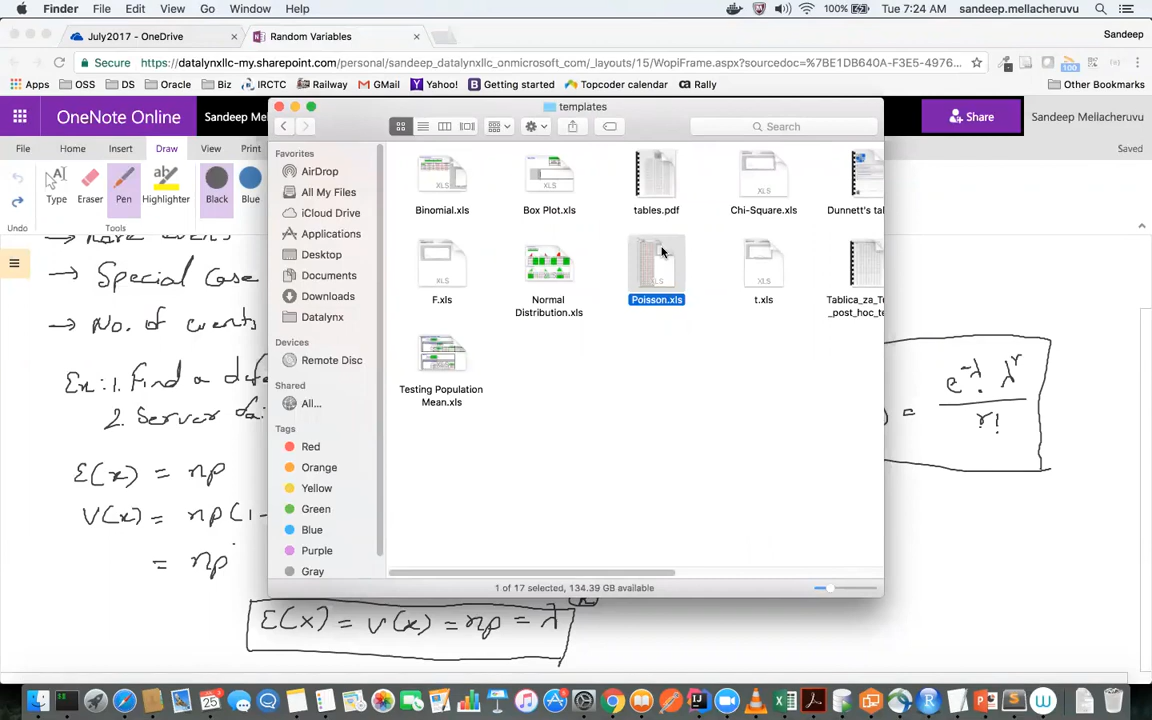 Finder File Edit View Go Window Help 100% Tue 7:24 AM sandeep.mellacheruvu
July2017 - OneDrive × Random Variables × Sandeep
Secure https://datalynxllc-my.sharepoint.com/personal/sandeep_datalynxllc_onmicrosoft_com/_layouts/15/WopiFrame.aspx?sourcedoc=%7BE1DB640A-F3E5-4976...
Apps OSS DS Oracle Biz IRCTC Railway GMail Yahoo! Getting started Topcoder calendar Rally Other Bookmarks
OneNote Online Sandeep Mell Share Sandeep Mellacheruvu
templates
Search
File Home Insert Draw View Print Saved
Type Eraser Pen Highlighter Black Blue
Undo Tools
Favorites
AirDrop
All My Files
iCloud Drive
Applications
Desktop
Documents
Downloads
Datalynx
Devices
Remote Disc
Shared
All...
Tags
Red
Orange
Yellow
Green
Blue
Purple
Gray
Binomial.xls Box Plot.xls tables.pdf Chi-Square.xls Dunnett's tal
F.xls Normal Distribution.xls Poisson.xls t.xls Tablica_za_Tu _post_hoc_te
Testing Population Mean.xls
1 of 17 selected, 134.39 GB available
→ Rare events
→ Special Case
→ No. of events
Ex: 1. Find a def
2. Server fai
E(x) = np
V(x) = np(1-
= np
E(x) = V(x) = np = λ
) = e^-λ . λ^r / r!